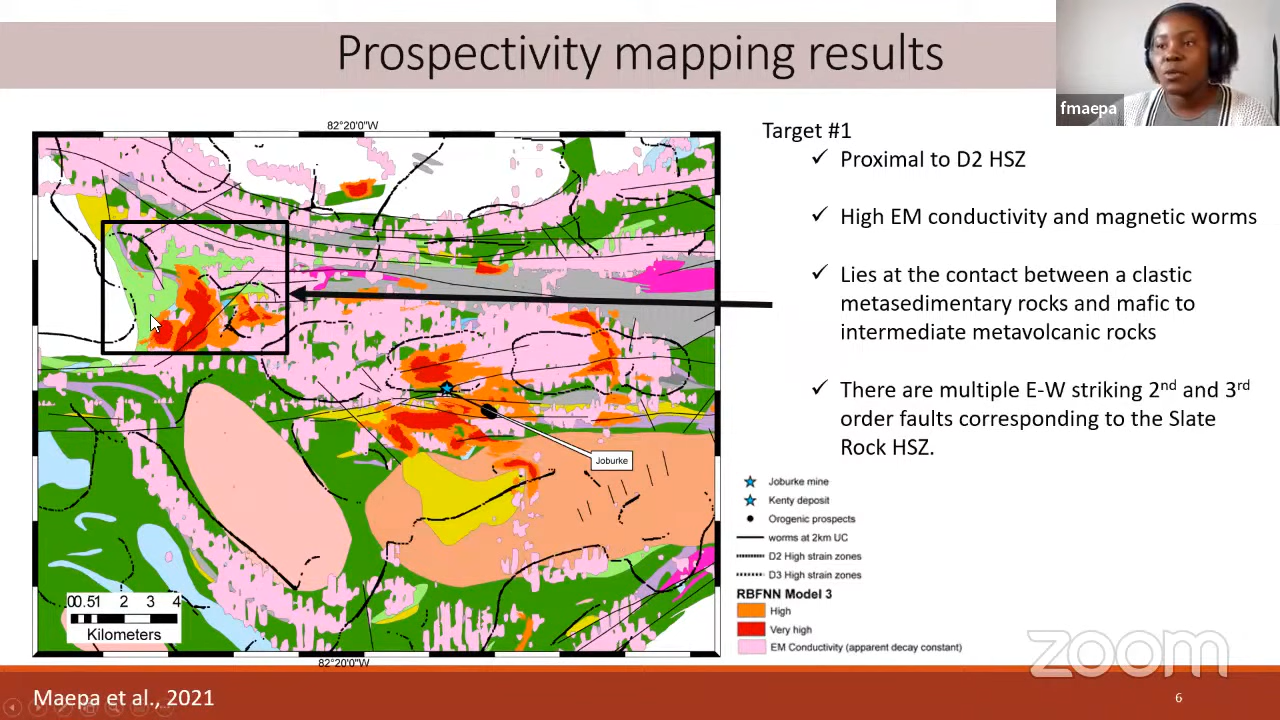 Prospectivity mapping results
fmaepa
82°20'0"W
Target #1
✓ Proximal to D2 HSZ
✓ High EM conductivity and magnetic worms
✓ Lies at the contact between a clastic
metasedimentary rocks and mafic to
intermediate metavolcanic rocks
✓ There are multiple E-W striking 2nd and 3rd
order faults corresponding to the Slate
Rock HSZ.
Joburke
Joburke mine
Kenty deposit
Orogenic prospects
worms at 2km UC
D2 High strain zones
D3 High strain zones
RBFNN Model 3
High
Very high
EM Conductivity (apparent decay constant)
00.51 2 3 4
Kilometers
82°20'0"W
zoom
Maepa et al., 2021
6